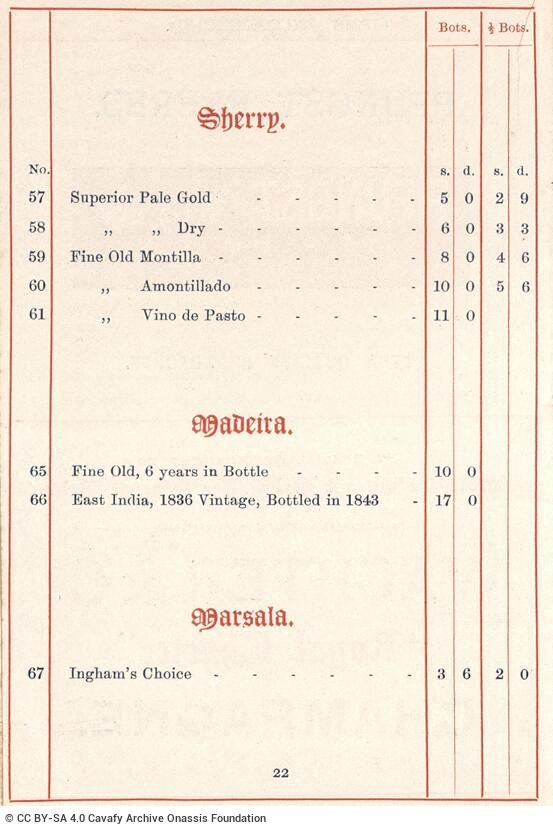 Bots. ½ Bots.
Sherry.
No. s. d. s. d.
57 Superior Pale Gold - - - - - 5 0 2 9
58 ,, ,, Dry - - - - - - 6 0 3 3
59 Fine Old Montilla - - - - - - 8 0 4 6
60 ,, Amontillado - - - - - 10 0 5 6
61 ,, Vino de Pasto - - - - - 11 0
Madeira.
65 Fine Old, 6 years in Bottle - - - - 10 0
66 East India, 1836 Vintage, Bottled in 1843 - 17 0
Marsala.
67 Ingham's Choice - - - - - - 3 6 2 0
22
© CC BY-SA 4.0 Cavafy Archive Onassis Foundation